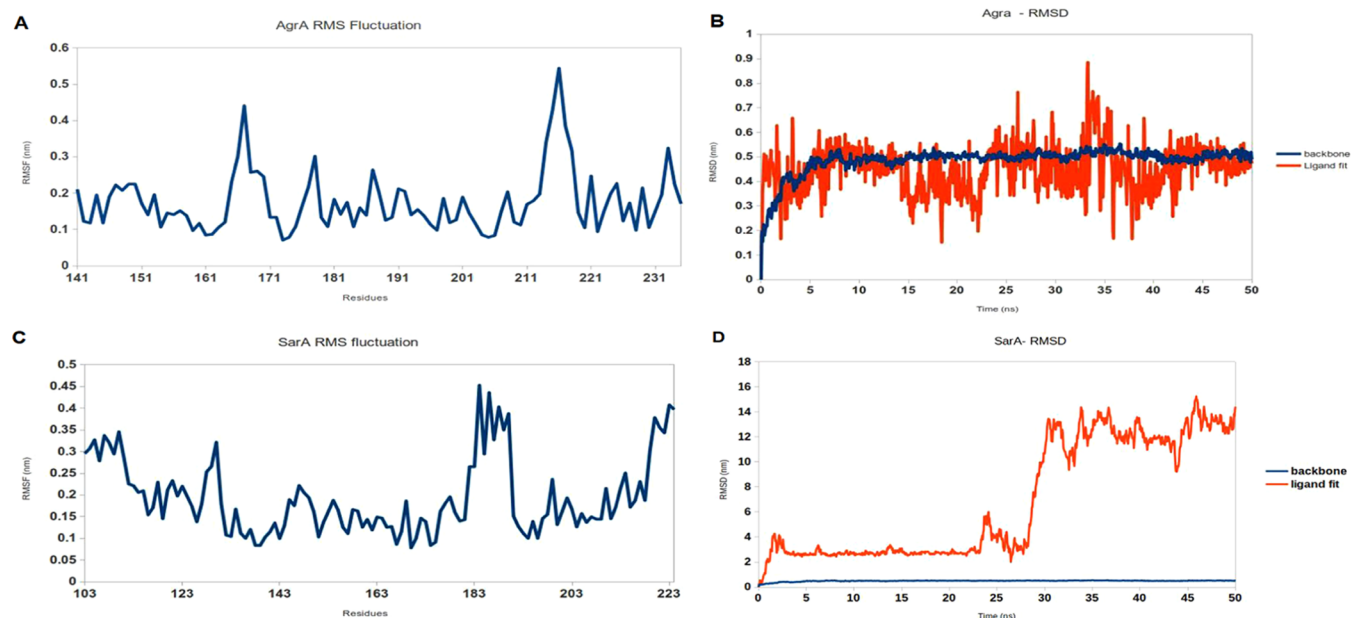 A
AgrA RMS Fluctuation
0.6
0.5
0.4
0.3
0.2
0.1
0
RMSF (nm)
141 151 161 171 181 191 201 211 221 231
Residues
B
Agra - RMSD
1
0.9
0.8
0.7
0.6
0.5
0.4
0.3
0.2
0.1
0
RMSD (nm)
0 5 10 15 20 25 30 35 40 45 50
Time (ns)
backbone
Ligand fit
C
SarA RMS fluctuation
0.5
0.45
0.4
0.35
0.3
0.25
0.2
0.15
0.1
0.05
0
RMSF (nm)
103 123 143 163 183 203 223
Residues
D
SarA- RMSD
18
16
14
12
10
8
6
4
2
0
RMSD (nm)
0 5 10 15 20 25 30 35 40 45 50
Time (ns)
backbone
ligand fit